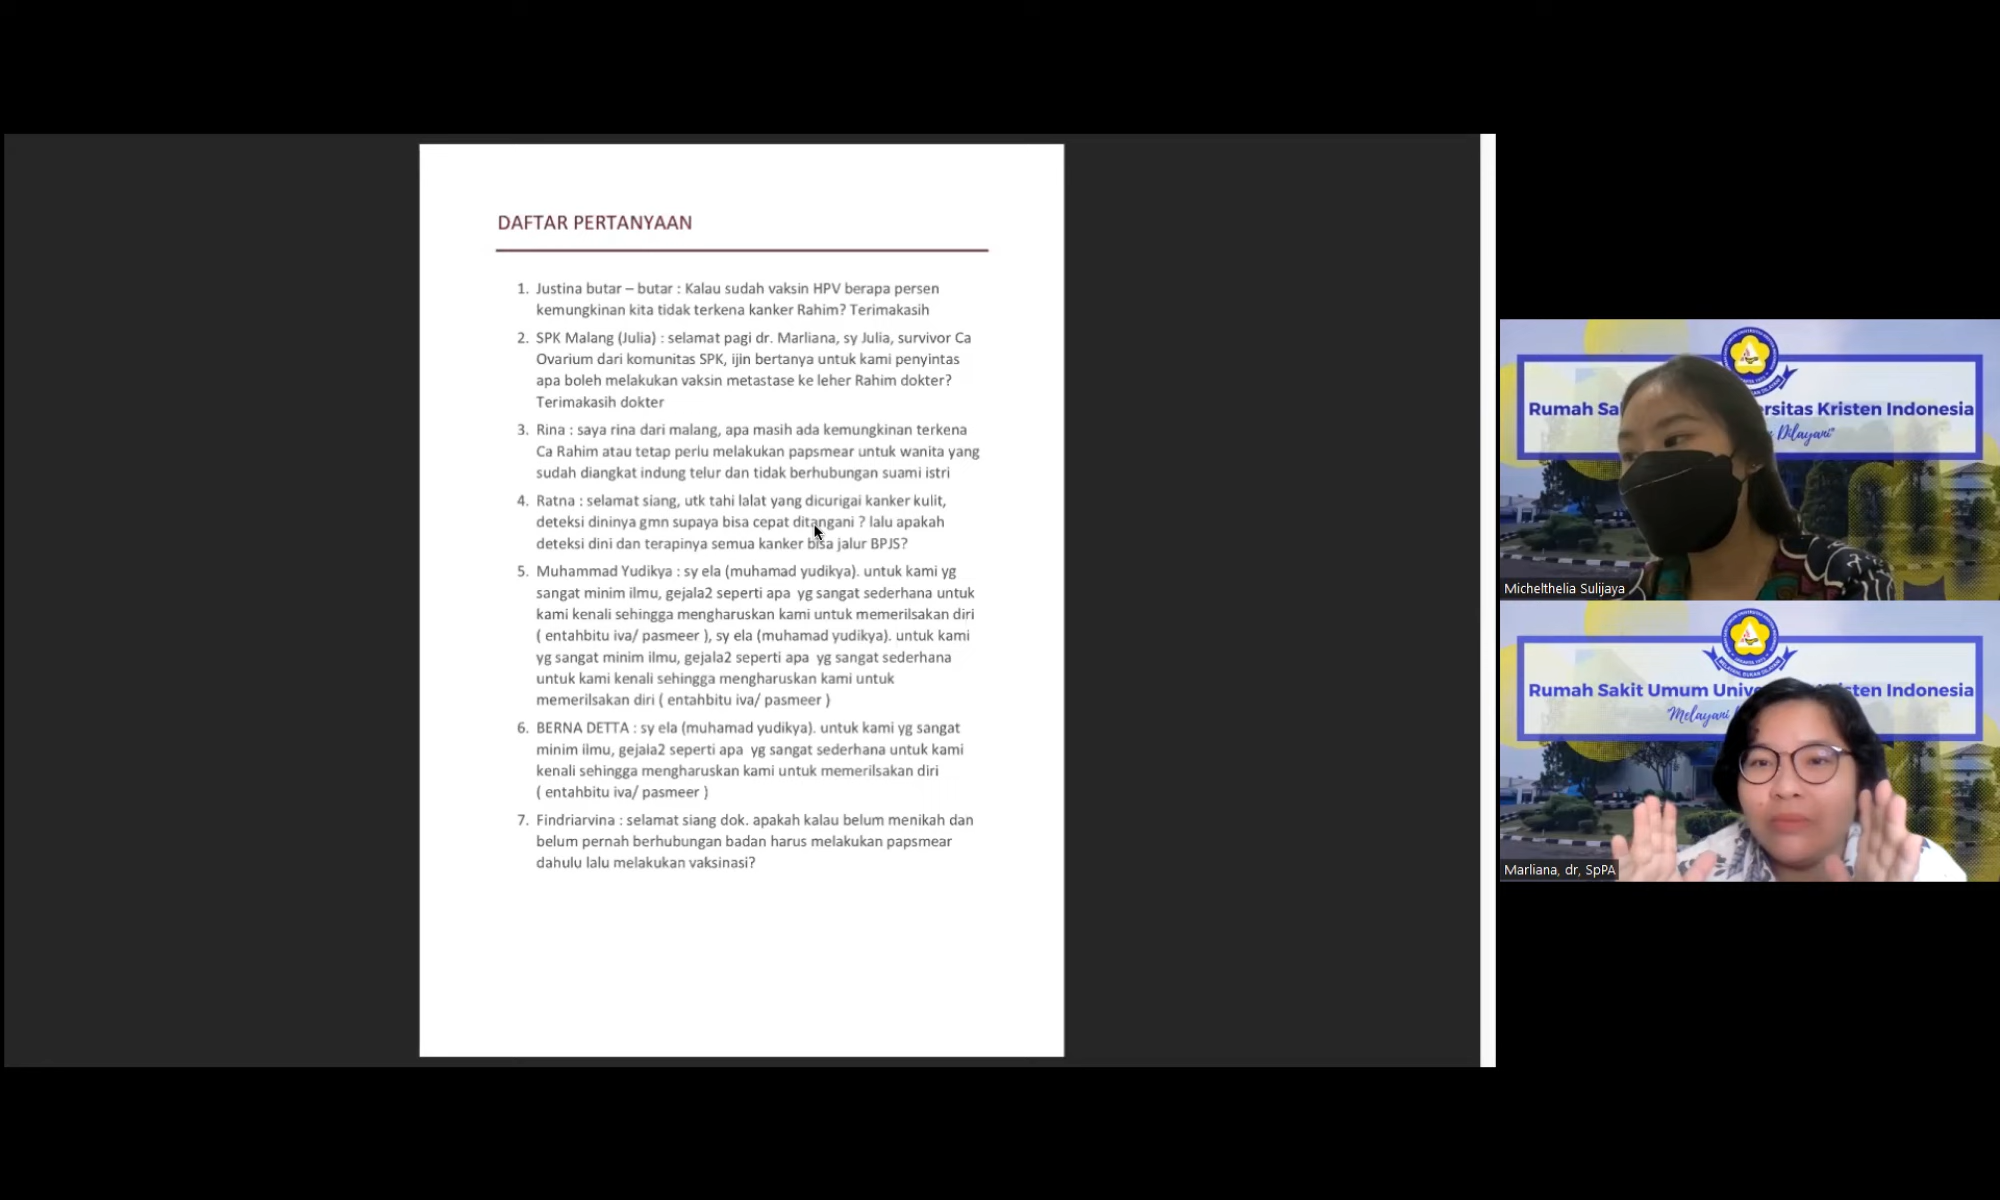 DAFTAR PERTANYAAN
1. Justina butar – butar : Kalau sudah vaksin HPV berapa persen
kemungkinan kita tidak terkena kanker Rahim? Terimakasih
2. SPK Malang (Julia) : selamat pagi dr. Marliana, sy Julia, survivor Ca
Ovarium dari komunitas SPK, ijin bertanya untuk kami penyintas
apa boleh melakukan vaksin metastase ke leher Rahim dokter?
Terimakasih dokter
3. Rina : saya rina dari malang, apa masih ada kemungkinan terkena
Ca Rahim atau tetap perlu melakukan papsmear untuk wanita yang
sudah diangkat indung telur dan tidak berhubungan suami istri
4. Ratna : selamat siang, utk tahi lalat yang dicurigai kanker kulit,
deteksi dininya gmn supaya bisa cepat ditangani ? lalu apakah
deteksi dini dan terapinya semua kanker bisa jalur BPJS?
5. Muhammad Yudikya : sy ela (muhamad yudikya). untuk kami yg
sangat minim ilmu, gejala2 seperti apa  yg sangat sederhana untuk
kami kenali sehingga mengharuskan kami untuk memerilsakan diri
( entahbitu iva/ pasmeer ), sy ela (muhamad yudikya). untuk kami
yg sangat minim ilmu, gejala2 seperti apa  yg sangat sederhana
untuk kami kenali sehingga mengharuskan kami untuk
memerilsakan diri ( entahbitu iva/ pasmeer )
6. BERNA DETTA : sy ela (muhamad yudikya). untuk kami yg sangat
minim ilmu, gejala2 seperti apa  yg sangat sederhana untuk kami
kenali sehingga mengharuskan kami untuk memerilsakan diri
( entahbitu iva/ pasmeer )
7. Findriarvina : selamat siang dok. apakah kalau belum menikah dan
belum pernah berhubungan badan harus melakukan papsmear
dahulu lalu melakukan vaksinasi?
Rumah Sa rsitas Kristen Indonesia
Dilayani"
Michelthelia Sulijaya
Rumah Sakit Umum Unive sten Indonesia
"Melayani
Marliana, dr, SpPA